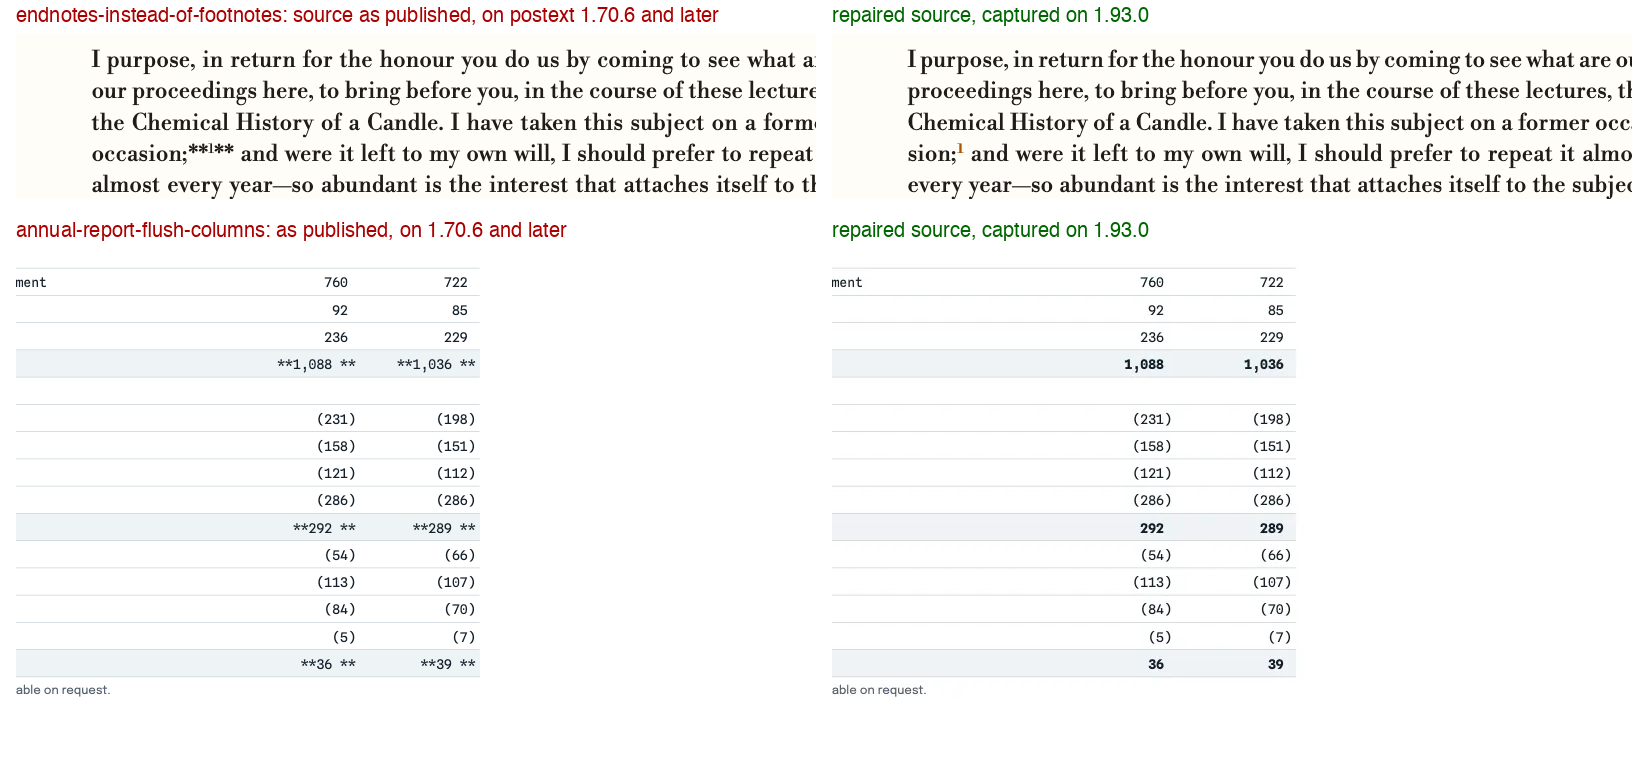 endnotes-instead-of-footnotes: source as published, on postext 1.70.6 and later
I purpose, in return for the honour you do us by coming to see what a
our proceedings here, to bring before you, in the course of these lecture
the Chemical History of a Candle. I have taken this subject on a form
occasion;**¹** and were it left to my own will, I should prefer to repeat
almost every year—so abundant is the interest that attaches itself to th
repaired source, captured on 1.93.0
I purpose, in return for the honour you do us by coming to see what are ou
proceedings here, to bring before you, in the course of these lectures, th
Chemical History of a Candle. I have taken this subject on a former occ
sion;¹ and were it left to my own will, I should prefer to repeat it almo
every year—so abundant is the interest that attaches itself to the subjec
annual-report-flush-columns: as published, on 1.70.6 and later
ment 760 722
92 85
236 229
**1,088 ** **1,036 **
(231) (198)
(158) (151)
(121) (112)
(286) (286)
**292 ** **289 **
(54) (66)
(113) (107)
(84) (70)
(5) (7)
**36 ** **39 **
able on request.
repaired source, captured on 1.93.0
ment 760 722
92 85
236 229
1,088 1,036
(231) (198)
(158) (151)
(121) (112)
(286) (286)
292 289
(54) (66)
(113) (107)
(84) (70)
(5) (7)
36 39
able on request.